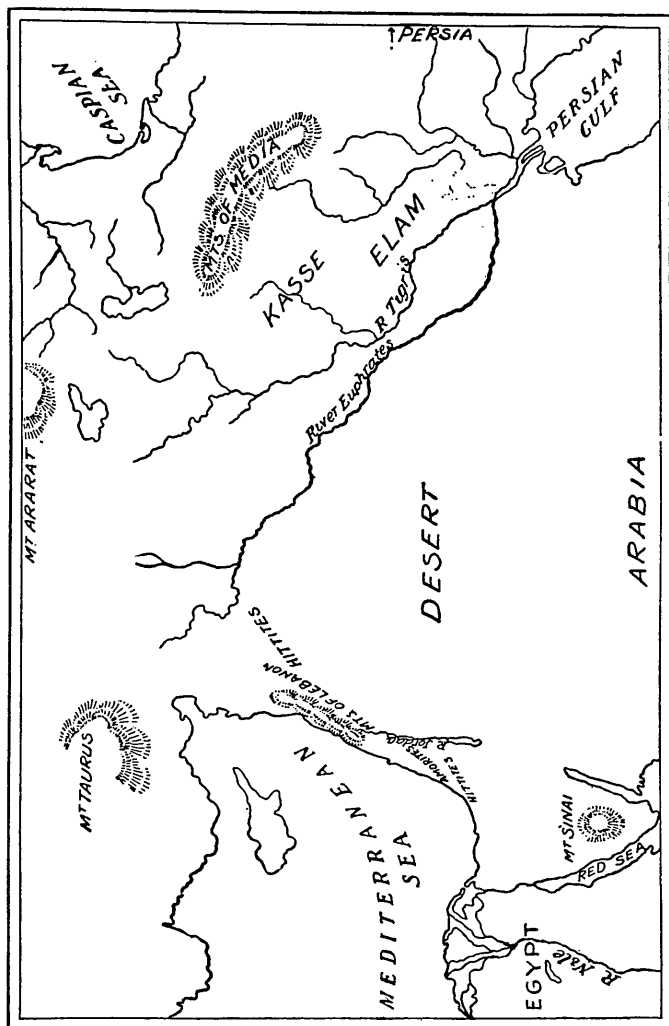 CASPIAN
SEA
PERSIA
PERSIAN
GULF
MTS. OF MEDIA
KASSE
ELAM
R Tigris
River Euphrates
MT ARARAT
DESERT
ARABIA
HITTITES
MTS OF LEBANON
R. Jordan
AMORITES
HITTITES
MT TAURUS
MEDITERRANEAN
SEA
MT SINAI
RED SEA
EGYPT
R. Nale